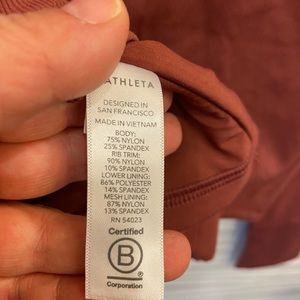 ATHLETA
DESIGNED IN
SAN FRANCISCO
MADE IN VIETNAM
BODY:
75% NYLON
25% SPANDEX
RIB TRIM:
90% NYLON
10% SPANDEX
LOWER LINING:
86% POLYESTER
14% SPANDEX
MESH LINING:
87% NYLON
13% SPANDEX
RN 54023
Certified
B
Corporation